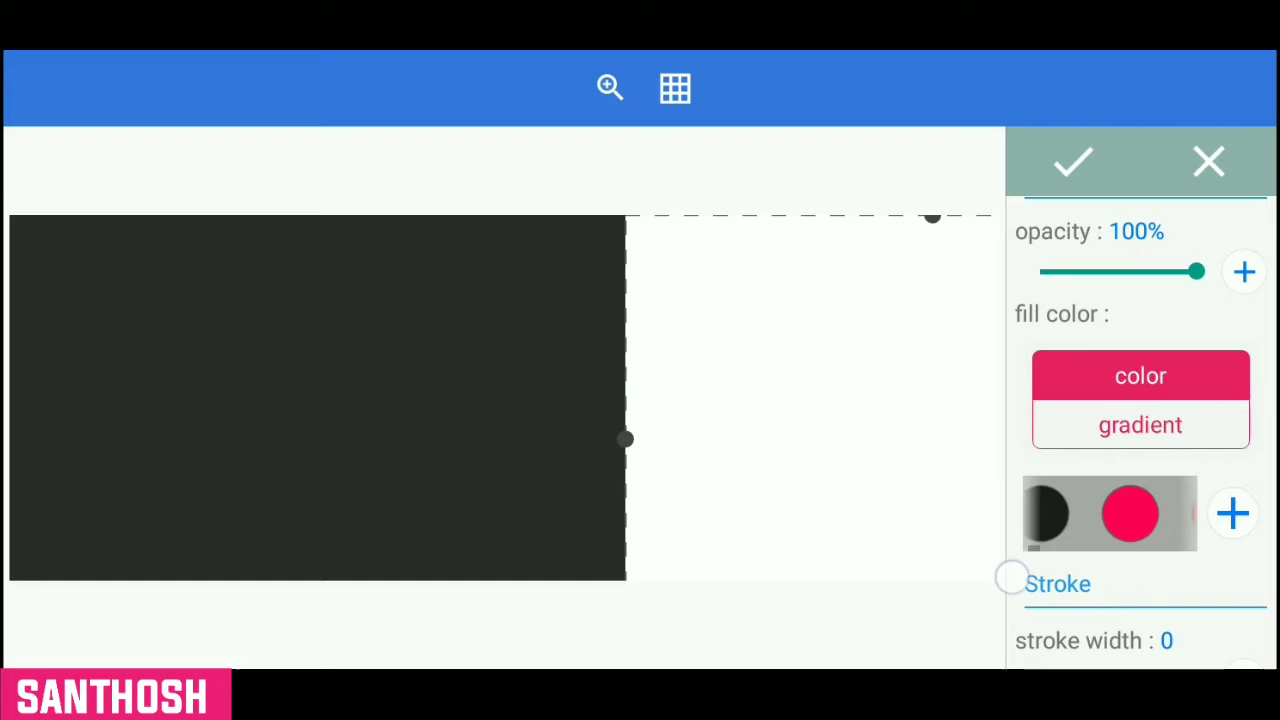 opacity : 100%
fill color :
color
gradient
Stroke
stroke width : 0
SANTHOSH